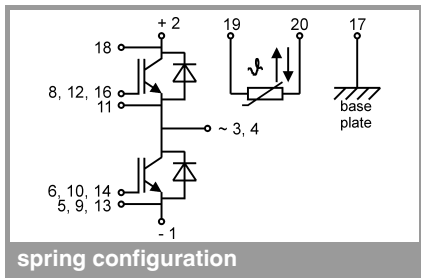 + 2
19
20
17
18
ϑ
8, 12, 16
11
base
plate
~ 3, 4
6, 10, 14
5, 9, 13
- 1
spring configuration